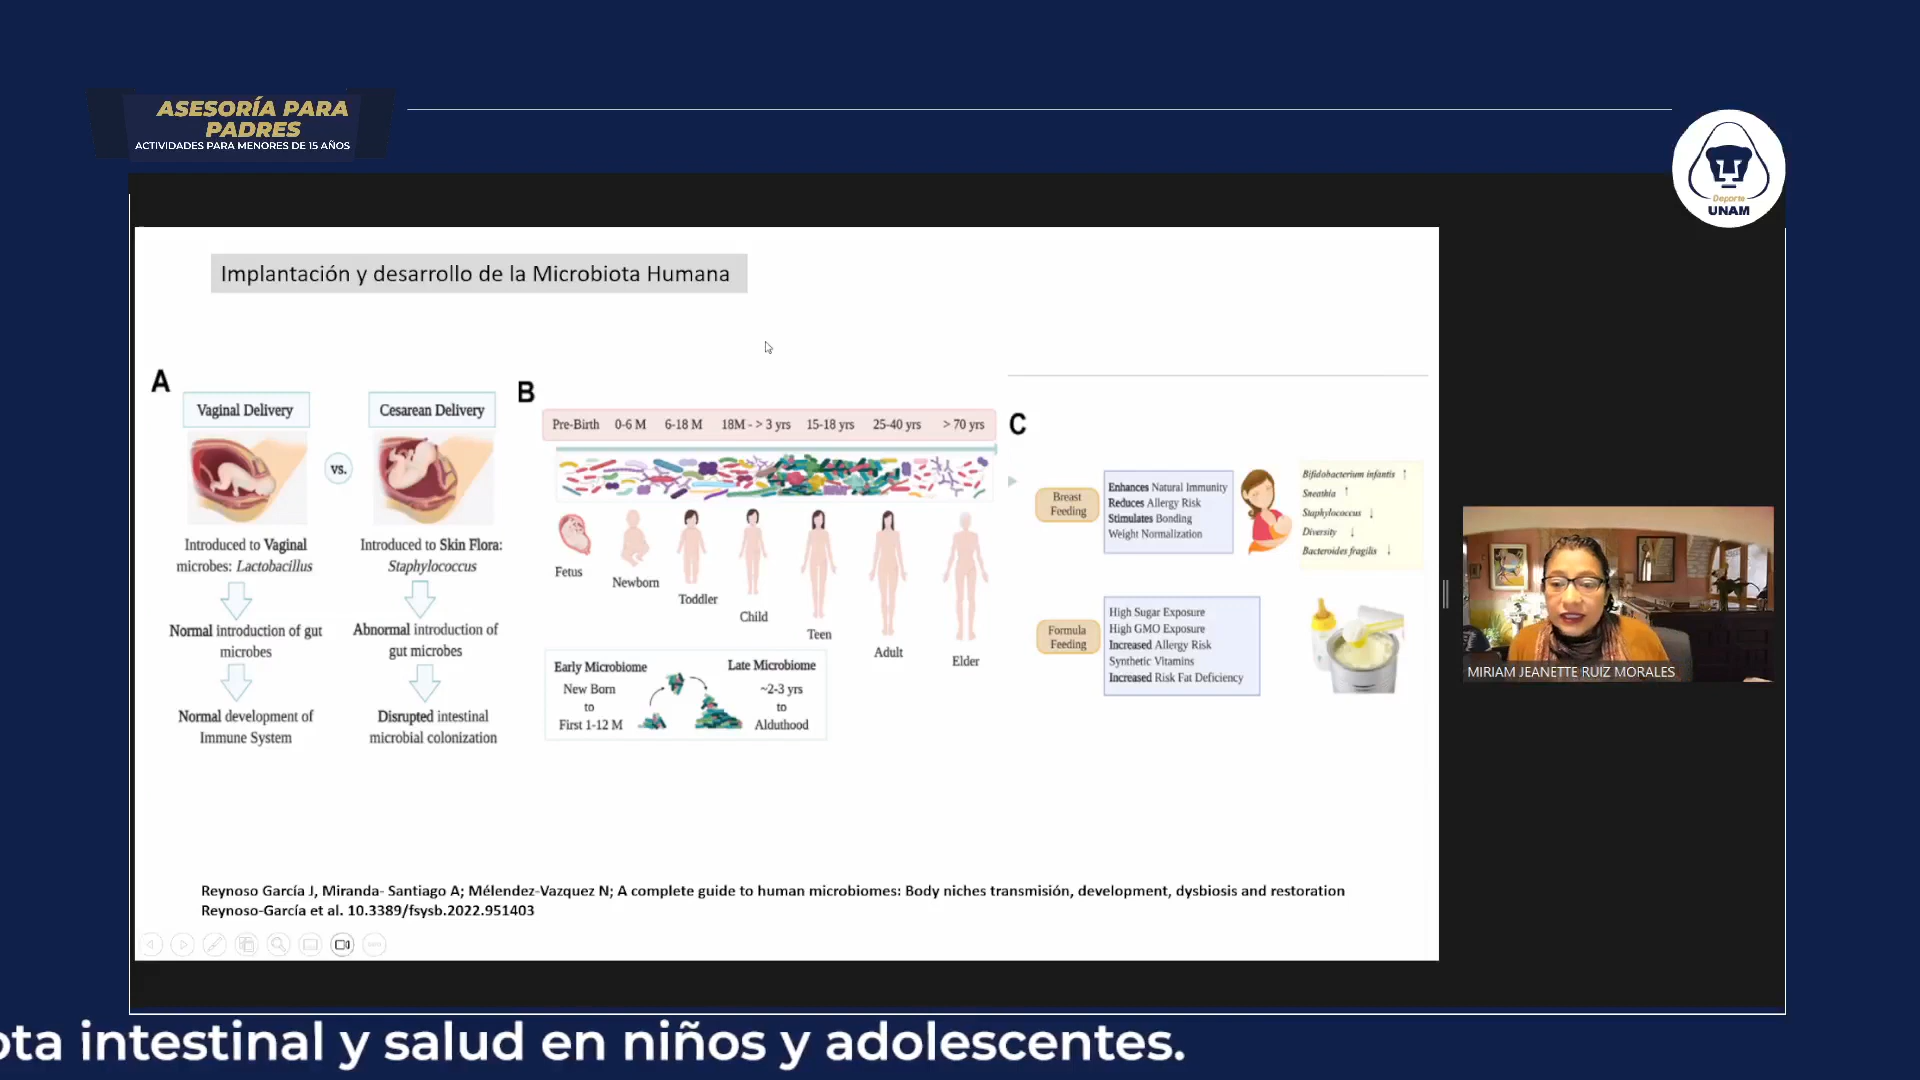 ASESORÍA PARA
PADRES
ACTIVIDADES PARA MENORES DE 15 AÑOS
Deporte
UNAM
Implantación y desarrollo de la Microbiota Humana
A
Vaginal Delivery
vs.
Cesarean Delivery
Introduced to Vaginal
microbes: Lactobacillus
Introduced to Skin Flora:
Staphylococcus
Normal introduction of gut
microbes
Abnormal introduction of
gut microbes
Normal development of
Immune System
Disrupted intestinal
microbial colonization
B
Pre-Birth 0-6 M 6-18 M 18M - > 3 yrs 15-18 yrs 25-40 yrs > 70 yrs
Fetus
Newborn
Toddler
Child
Teen
Adult
Elder
Early Microbiome
New Born
to
First 1-12 M
Late Microbiome
~2-3 yrs
to
Alduthood
C
Breast
Feeding
Enhances Natural Immunity
Reduces Allergy Risk
Stimulates Bonding
Weight Normalization
Bifidobacterium infantis ↑
Sneathia ↑
Staphylococcus ↓
Diversity ↓
Bacteroides fragilis ↓
Formula
Feeding
High Sugar Exposure
High GMO Exposure
Increased Allergy Risk
Synthetic Vitamins
Increased Risk Fat Deficiency
MIRIAM JEANETTE RUIZ MORALES
Reynoso García J, Miranda- Santiago A; Mélendez-Vazquez N; A complete guide to human microbiomes: Body niches transmisión, development, dysbiosis and restoration
Reynoso-García et al. 10.3389/fsysb.2022.951403
ota intestinal y salud en niños y adolescentes.